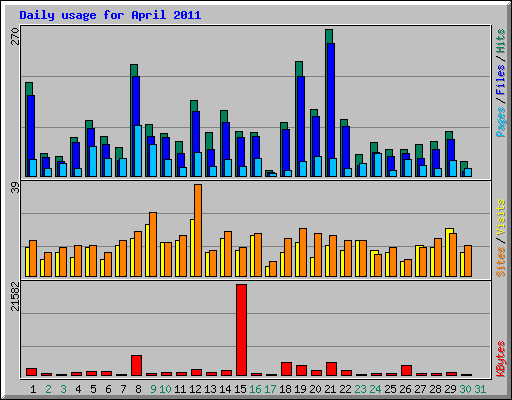 Daily usage for April 2011
270
Pages / Files / Hits
39
Sites / Visits
21582
KBytes
1 2 3 4 5 6 7 8 9 10 11 12 13 14 15 16 17 18 19 20 21 22 23 24 25 26 27 28 29 30 31